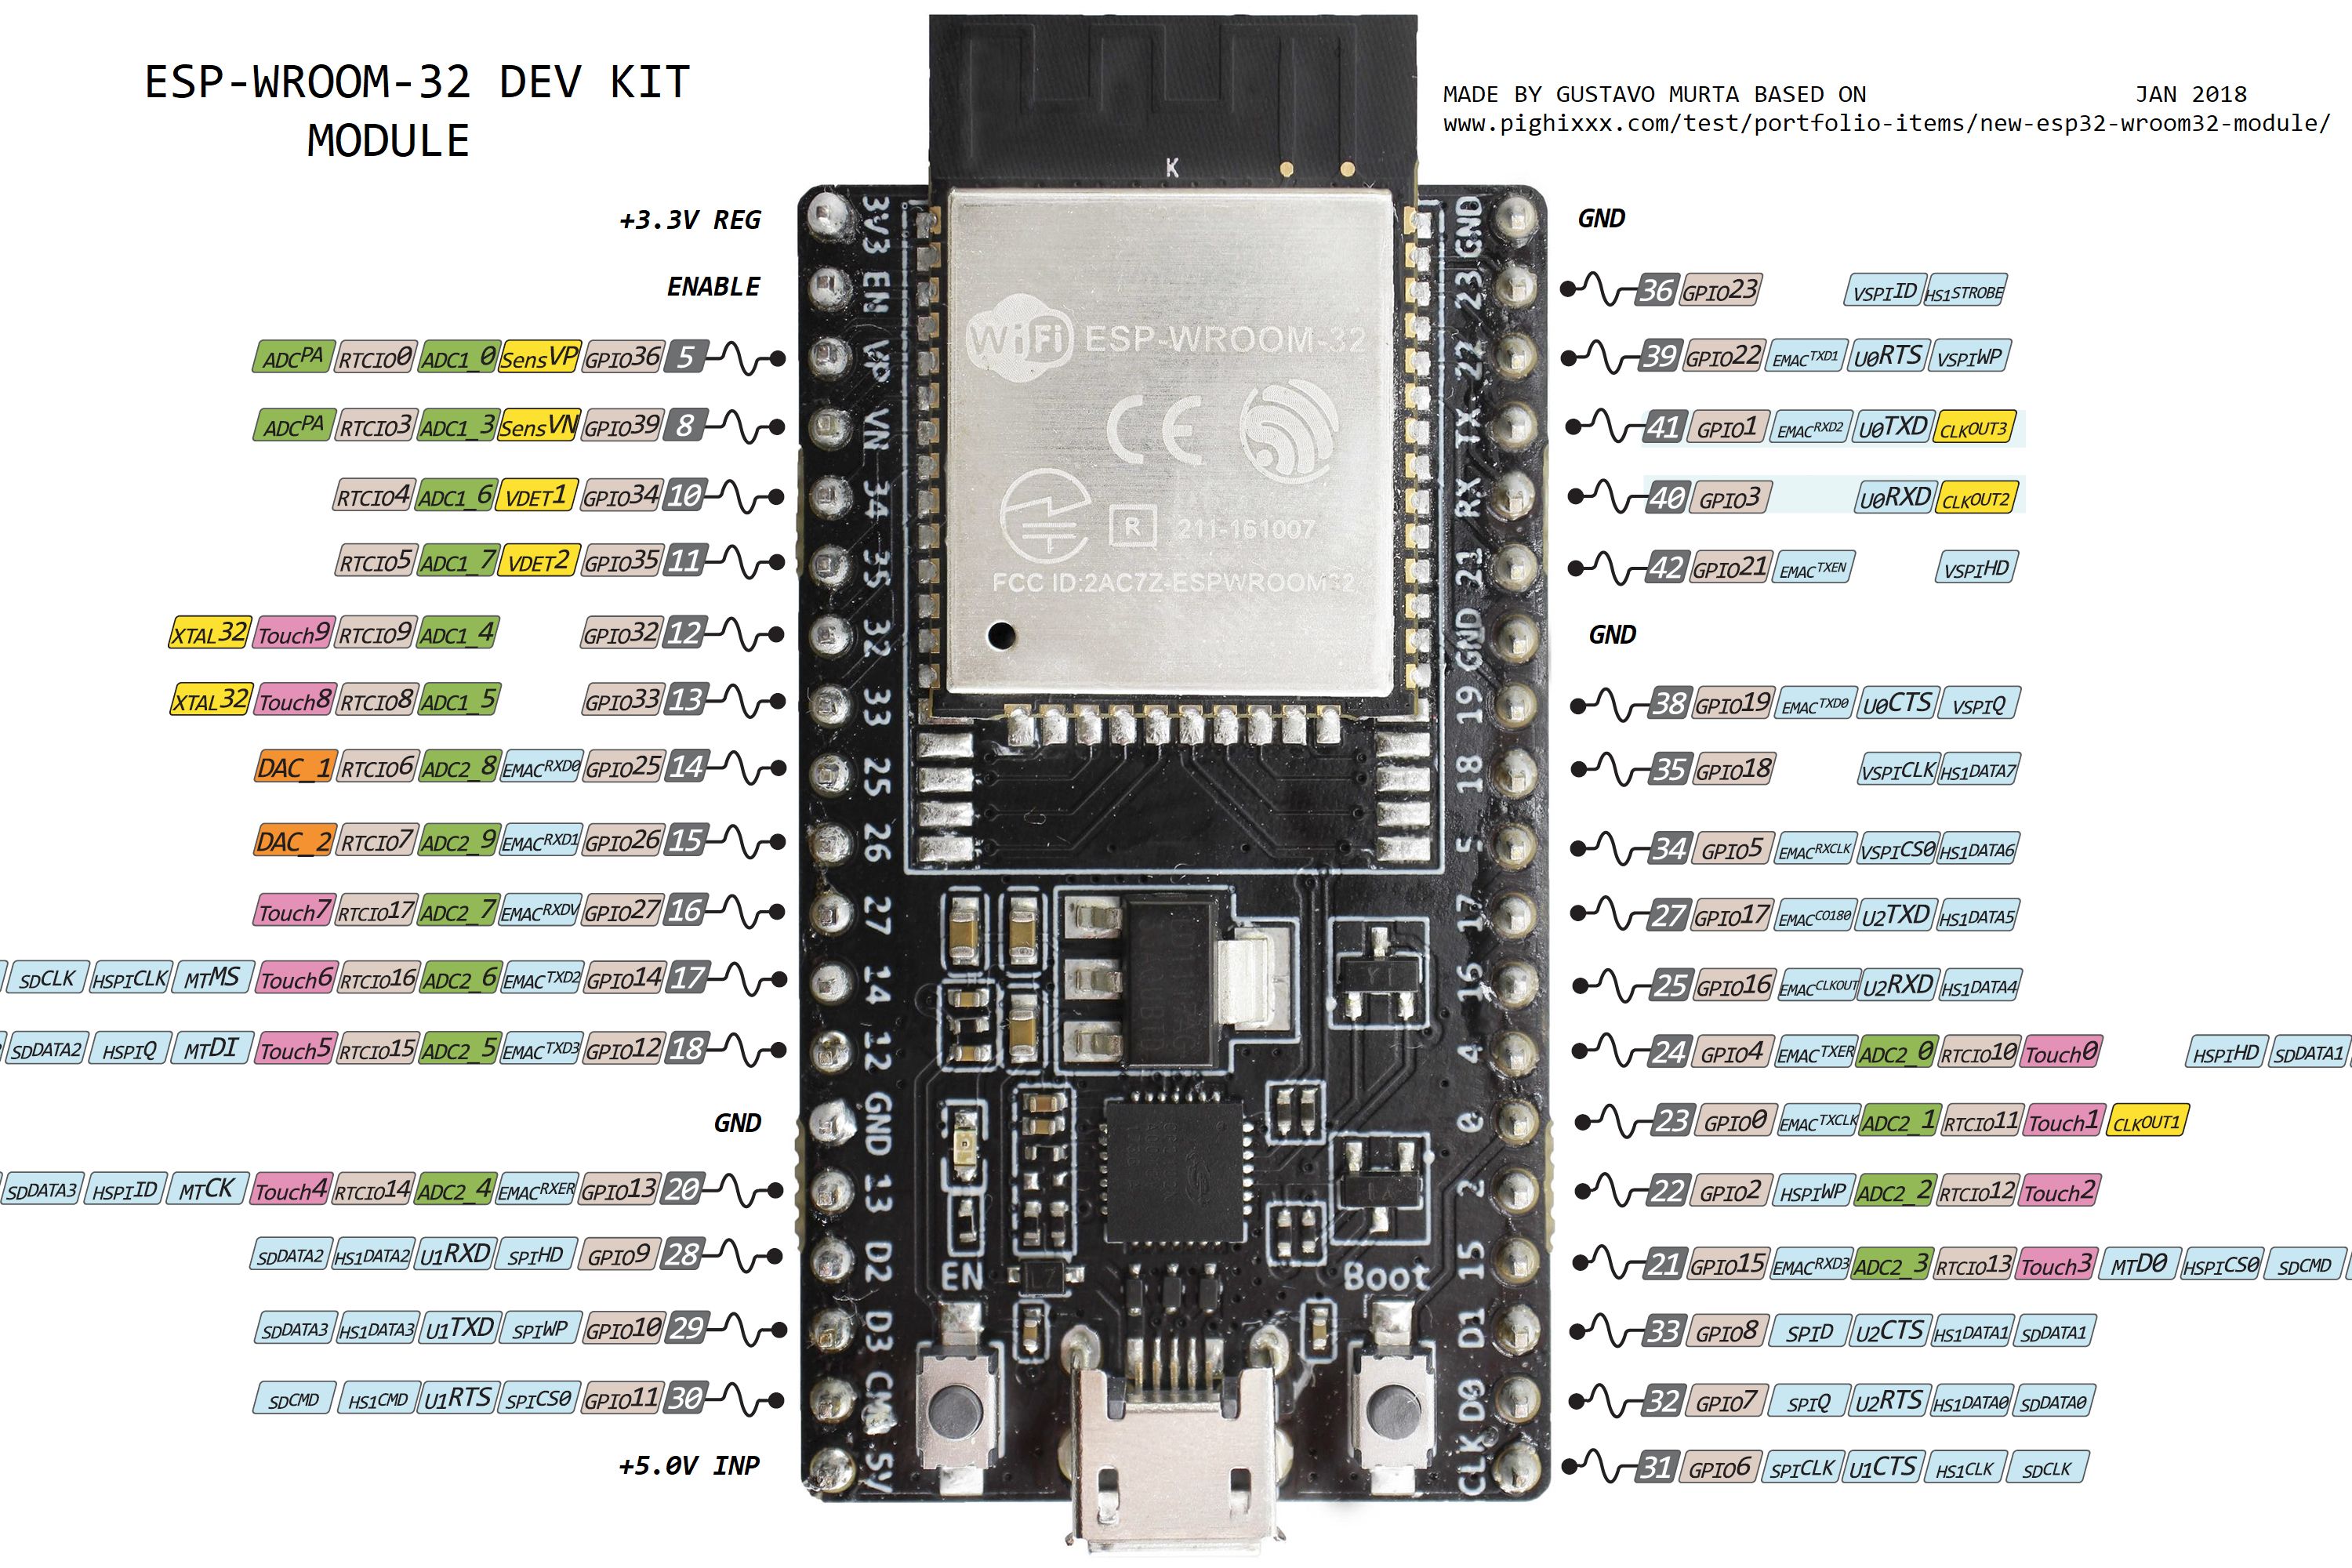 ESP-WROOM-32 DEV KIT
MODULE
MADE BY GUSTAVO MURTA BASED ON JAN 2018
www.pighixxx.com/test/portfolio-items/new-esp32-wroom32-module/
K
+3.3V REG
ENABLE
ADCPA RTCIO0 ADC1_0 SensVP GPIO36 5
ADCPA RTCIO3 ADC1_3 SensVN GPIO39 8
RTCIO4 ADC1_6 VDET1 GPIO34 10
RTCIO5 ADC1_7 VDET2 GPIO35 11
XTAL32 Touch9 RTCIO9 ADC1_4 GPIO32 12
XTAL32 Touch8 RTCIO8 ADC1_5 GPIO33 13
DAC_1 RTCIO6 ADC2_8 EMACRXD0 GPIO25 14
DAC_2 RTCIO7 ADC2_9 EMACRXD1 GPIO26 15
Touch7 RTCIO17 ADC2_7 EMACRXDV GPIO27 16
SDCLK HSPICLK MTMS Touch6 RTCIO16 ADC2_6 EMACTXD2 GPIO14 17
SDDATA2 HSPIQ MTDI Touch5 RTCIO15 ADC2_5 EMACTXD3 GPIO12 18
GND
SDDATA3 HSPIID MTCK Touch4 RTCIO14 ADC2_4 EMACRXER GPIO13 20
SDDATA2 HS1DATA2 U1RXD SPIHD GPIO9 28
SDDATA3 HS1DATA3 U1TXD SPIWP GPIO10 29
SDCMD HS1CMD U1RTS SPICS0 GPIO11 30
+5.0V INP
3V3
EN
VP
VN
34
35
32
33
25
26
27
14
12
GND
13
D2
D3
CMD
5V
WiFi ESP-WROOM-32
CE
R 211-161007
FCC ID:2AC7Z-ESPWROOM32
EN
Boot
GND
23
22
TX
RX
21
GND
19
18
5
17
16
4
0
2
15
D1
D0
CLK
GND
36 GPIO23 VSPIID HS1STROBE
39 GPIO22 EMACTXD1 U0RTS VSPIWP
41 GPIO1 EMACRXD2 U0TXD CLKOUT3
40 GPIO3 U0RXD CLKOUT2
42 GPIO21 EMACTXEN VSPIHD
GND
38 GPIO19 EMACTXD0 U0CTS VSPIQ
35 GPIO18 VSPICLK HS1DATA7
34 GPIO5 EMACRXCLK VSPICS0 HS1DATA6
27 GPIO17 EMACCO180 U2TXD HS1DATA5
25 GPIO16 EMACCLKOUT U2RXD HS1DATA4
24 GPIO4 EMACTXER ADC2_0 RTCIO10 Touch0 HSPIHD SDDATA1
23 GPIO0 EMACTXCLK ADC2_1 RTCIO11 Touch1 CLKOUT1
22 GPIO2 HSPIWP ADC2_2 RTCIO12 Touch2
21 GPIO15 EMACRXD3 ADC2_3 RTCIO13 Touch3 MTD0 HSPICS0 SDCMD
33 GPIO8 SPID U2CTS HS1DATA1 SDDATA1
32 GPIO7 SPIQ U2RTS HS1DATA0 SDDATA0
31 GPIO6 SPICLK U1CTS HS1CLK SDCLK